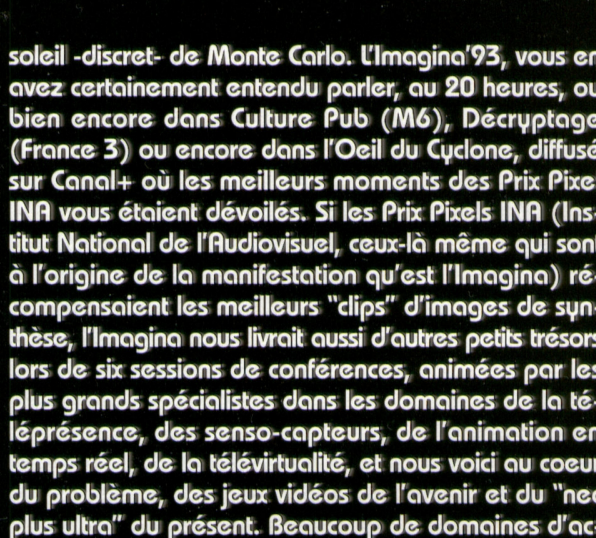 soleil -discret- de Monte Carlo. L'Imagina'93, vous en
avez certainement entendu parler, au 20 heures, ou
bien encore dans Culture Pub (M6), Décryptage
(France 3) ou encore dans l'Oeil du Cyclone, diffusé
sur Canal+ où les meilleurs moments des Prix Pixel
INA vous étaient dévoilés. Si les Prix Pixels INA (Ins-
titut National de l'Audiovisuel, ceux-là même qui sont
à l'origine de la manifestation qu'est l'Imagina) ré-
compensaient les meilleurs "clips" d'images de syn-
thèse, l'Imagina nous livrait aussi d'autres petits trésors
lors de six sessions de conférences, animées par les
plus grands spécialistes dans les domaines de la té-
léprésence, des senso-capteurs, de l'animation en
temps réel, de la télévirtualité, et nous voici au coeur
du problème, des jeux vidéos de l'avenir et du "nec
plus ultra" du présent. Beaucoup de domaines d'ac-